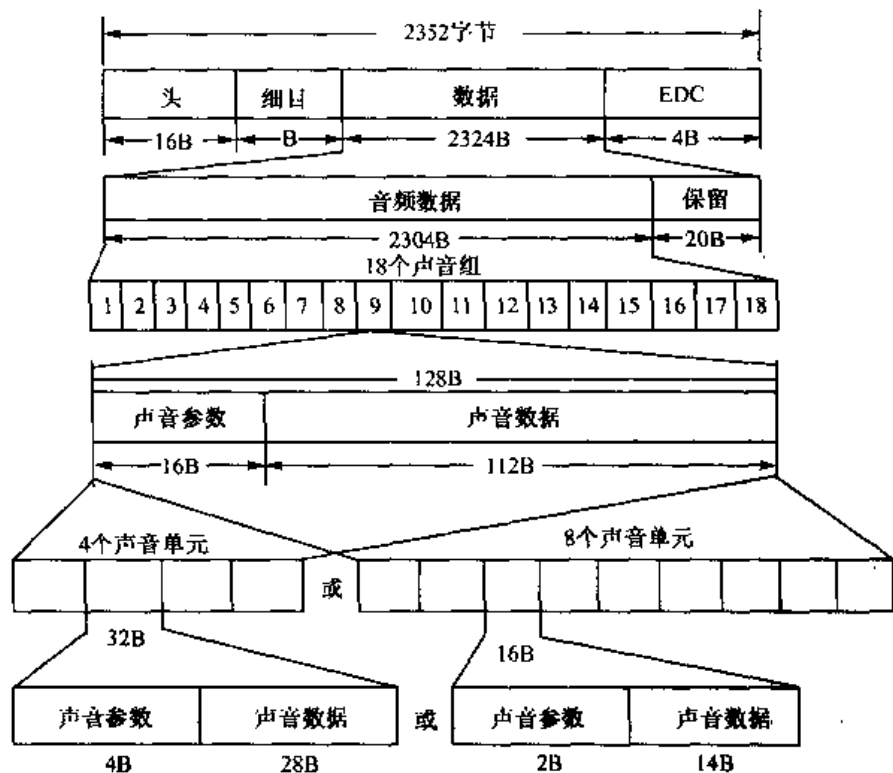 2352字节
头 细目 数据 EDC
16B B 2324B 4B
音频数据 保留
2304B 20B
18个声音组
1 2 3 4 5 6 7 8 9 10 11 12 13 14 15 16 17 18
128B
声音参数 声音数据
16B 112B
4个声音单元 8个声音单元
或
32B 16B
声音参数 声音数据 或 声音参数 声音数据
4B 28B 2B 14B